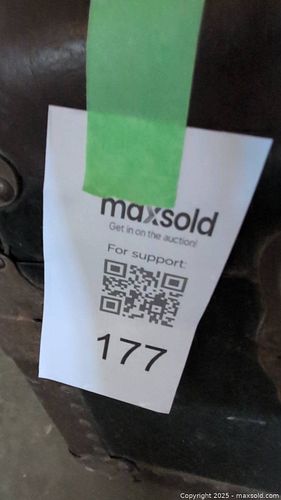 maxsold
Get in on the auction!
For support:
177
Copyright 2025 - maxsold.com